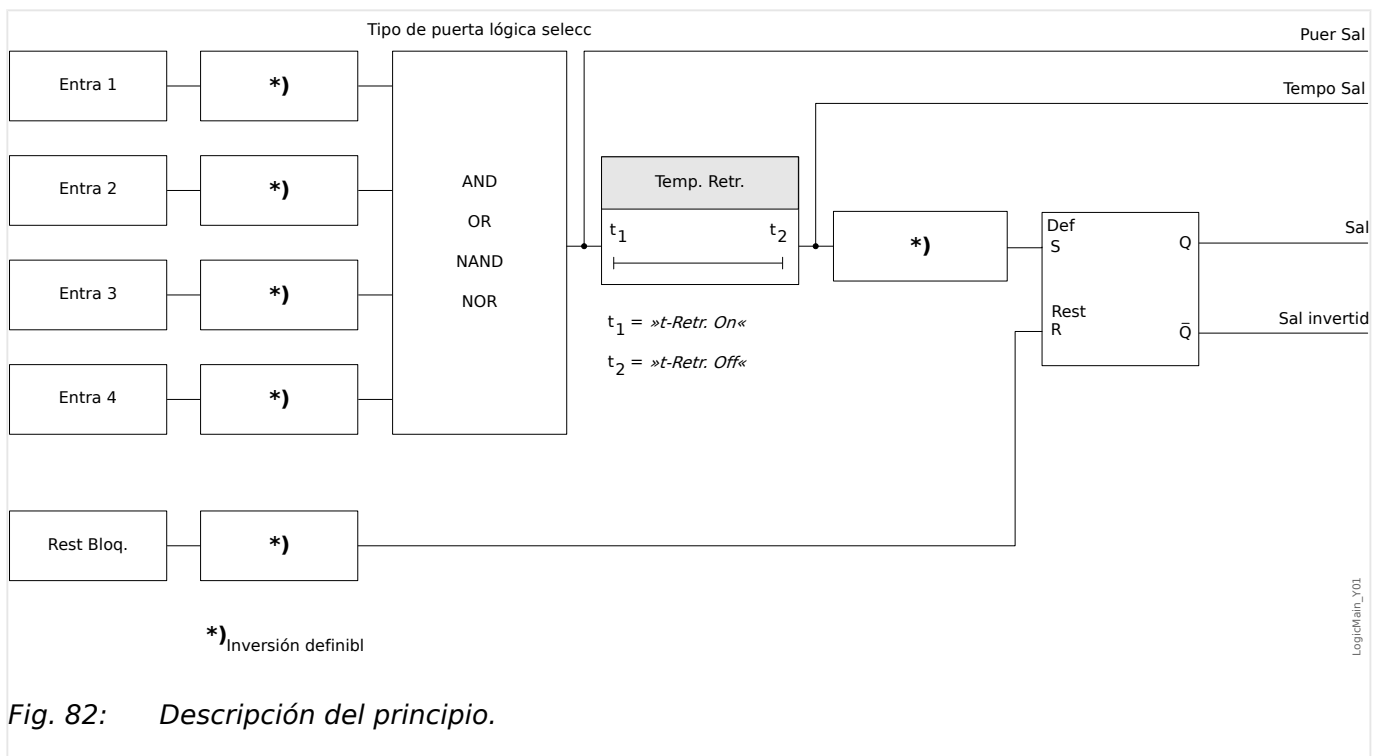 Tipo de puerta lógica selecc
Puer Sal
Tempo Sal
Entra 1
*)
Entra 2
*)
Entra 3
*)
Entra 4
*)
AND
OR
NAND
NOR
Temp. Retr.
t1
t2
t1 = »t-Retr. On«
t2 = »t-Retr. Off«
*)
Def
S
Q
Rest
R
Q̅
Sal
Sal invertid
Rest Bloq.
*)
*)Inversión definibl
LogicMain_Y01
Fig. 82: Descripción del principio.